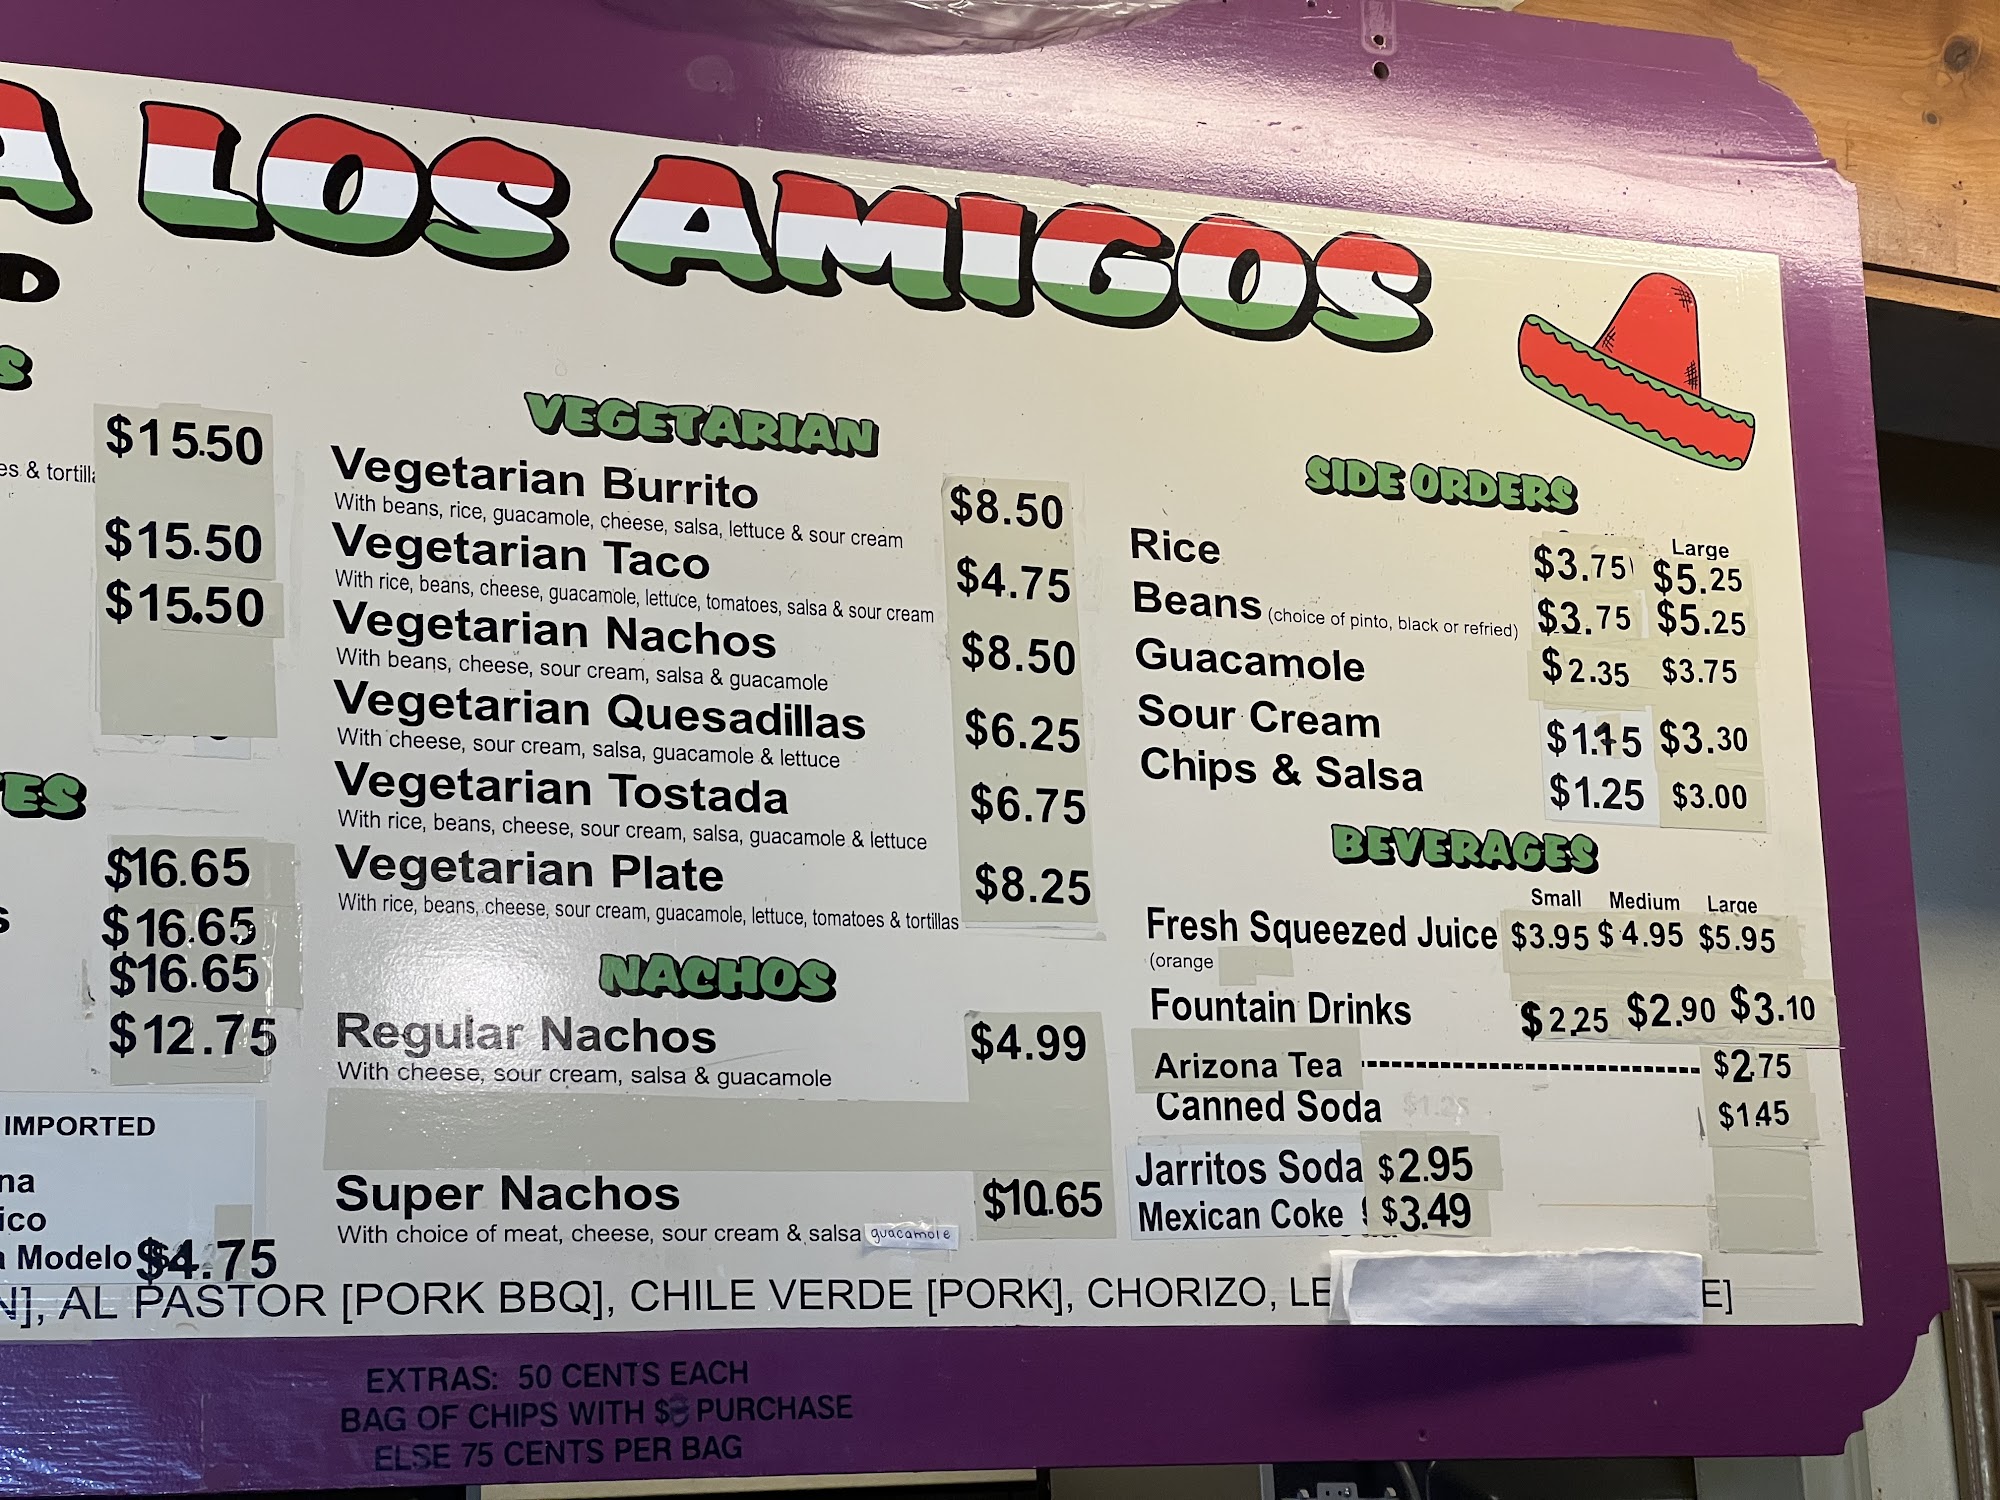 A LOS AMIGOS
D
S
$15.50
es & tortilla
$15.50
$15.50
ES
$16.65
S $16.65
$16.65
$12.75
IMPORTED
na
ico
a Modelo $4.75
VEGETARIAN
Vegetarian Burrito $8.50
With beans, rice, guacamole, cheese, salsa, lettuce & sour cream
Vegetarian Taco $4.75
With rice, beans, cheese, guacamole, lettuce, tomatoes, salsa & sour cream
Vegetarian Nachos $8.50
With beans, cheese, sour cream, salsa & guacamole
Vegetarian Quesadillas $6.25
With cheese, sour cream, salsa, guacamole & lettuce
Vegetarian Tostada $6.75
With rice, beans, cheese, sour cream, salsa, guacamole & lettuce
Vegetarian Plate $8.25
With rice, beans, cheese, sour cream, guacamole, lettuce, tomatoes & tortillas
NACHOS
Regular Nachos $4.99
With cheese, sour cream, salsa & guacamole
Super Nachos $10.65
With choice of meat, cheese, sour cream & salsa guacamole
SIDE ORDERS
Large
Rice $3.75 $5.25
Beans (choice of pinto, black or refried) $3.75 $5.25
Guacamole $2.35 $3.75
Sour Cream $1.15 $3.30
Chips & Salsa $1.25 $3.00
BEVERAGES
Small Medium Large
Fresh Squeezed Juice $3.95 $4.95 $5.95
(orange
Fountain Drinks $2.25 $2.90 $3.10
Arizona Tea $2.75
Canned Soda $1.25 $1.45
Jarritos Soda $2.95
Mexican Coke $3.49
N], AL PASTOR [PORK BBQ], CHILE VERDE [PORK], CHORIZO, LE E]
EXTRAS: 50 CENTS EACH
BAG OF CHIPS WITH $ PURCHASE
ELSE 75 CENTS PER BAG